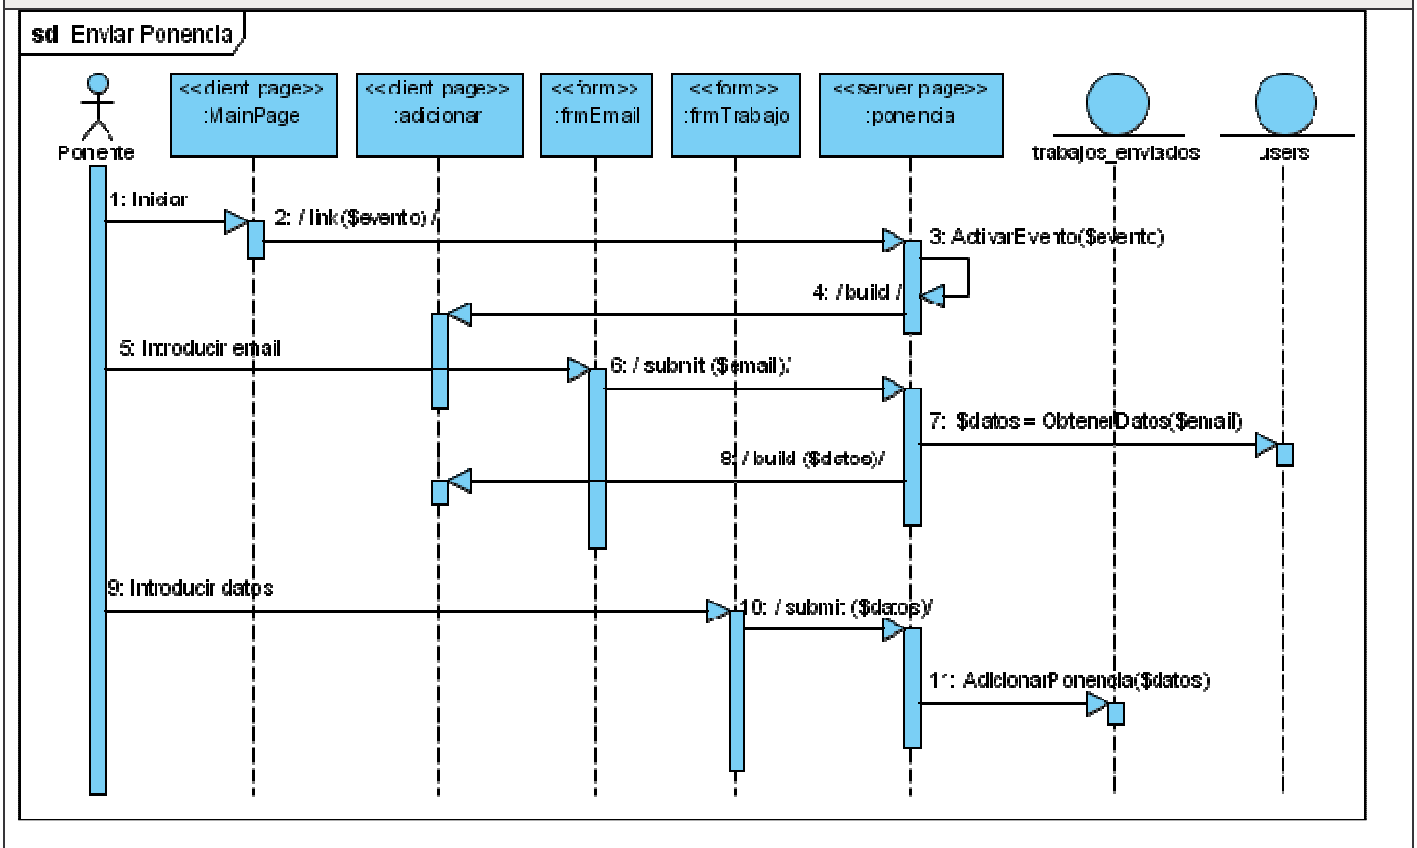 sd Enviar Ponencia
<<client page>>
:MainPage
<<client page>>
:adicionar
<<form>>
:frmEmail
<<form>>
:frmTrabajo
<<server page>>
:ponencia
Ponente
trabajos_enviados
users
1: Iniciar
2: / link ($evento) /
3: ActivarEvento($evento)
4: / build /
5: Introducir email
6: / submit ($email)/
7: $datos = ObtenerDatos($email)
8: / build ($datos)/
9: Introducir datos
10: / submit ($datos)/
11: AdicionarPonencia($datos)